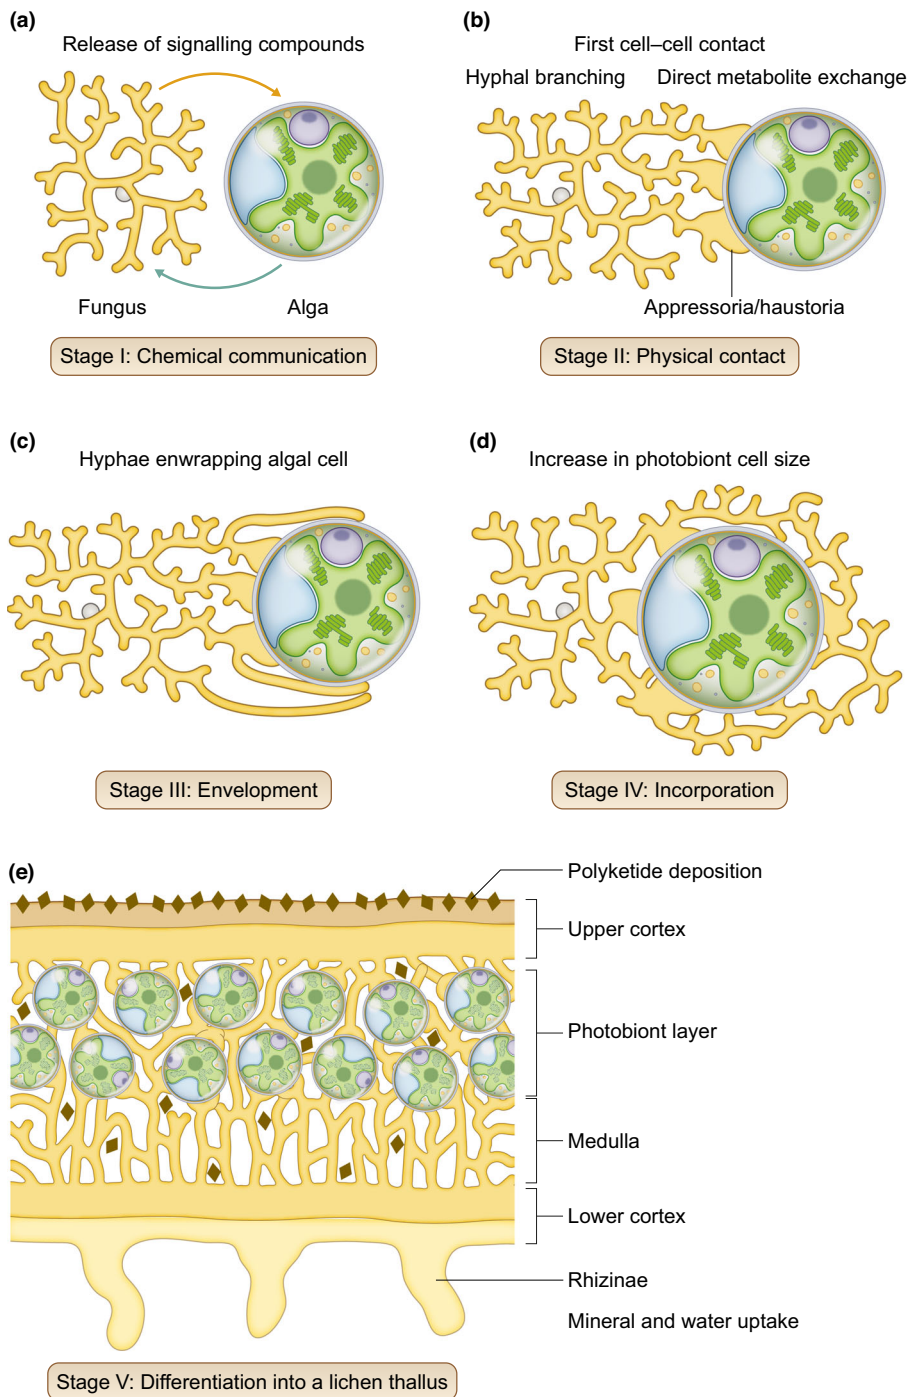 (a)
Release of signalling compounds
Fungus
Alga
Stage I: Chemical communication
(b)
First cell–cell contact
Hyphal branching
Direct metabolite exchange
Appressoria/haustoria
Stage II: Physical contact
(c)
Hyphae enwrapping algal cell
Stage III: Envelopment
(d)
Increase in photobiont cell size
Stage IV: Incorporation
(e)
Polyketide deposition
Upper cortex
Photobiont layer
Medulla
Lower cortex
Rhizinae
Mineral and water uptake
Stage V: Differentiation into a lichen thallus